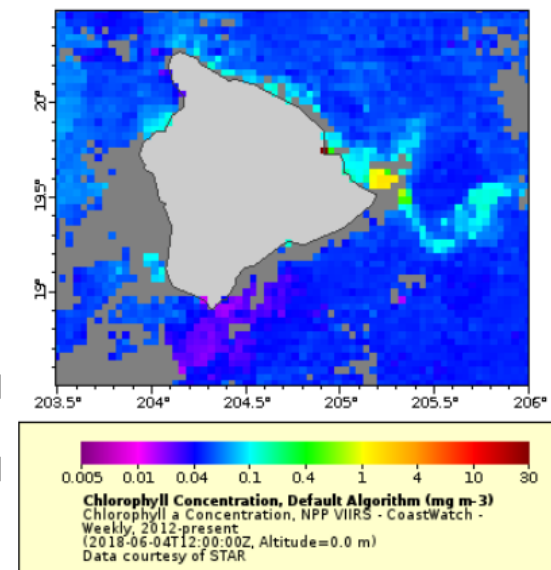 20°
19.5°
19°
203.5° 204° 204.5° 205° 205.5° 206°
0.005 0.01 0.04 0.1 0.4 1 4 10 30
Chlorophyll Concentration, Default Algorithm (mg m-3)
Chlorophyll a Concentration, NPP VIIRS - CoastWatch -
Weekly, 2012-present
(2018-06-04T12:00:00Z, Altitude=0.0 m)
Data courtesy of STAR